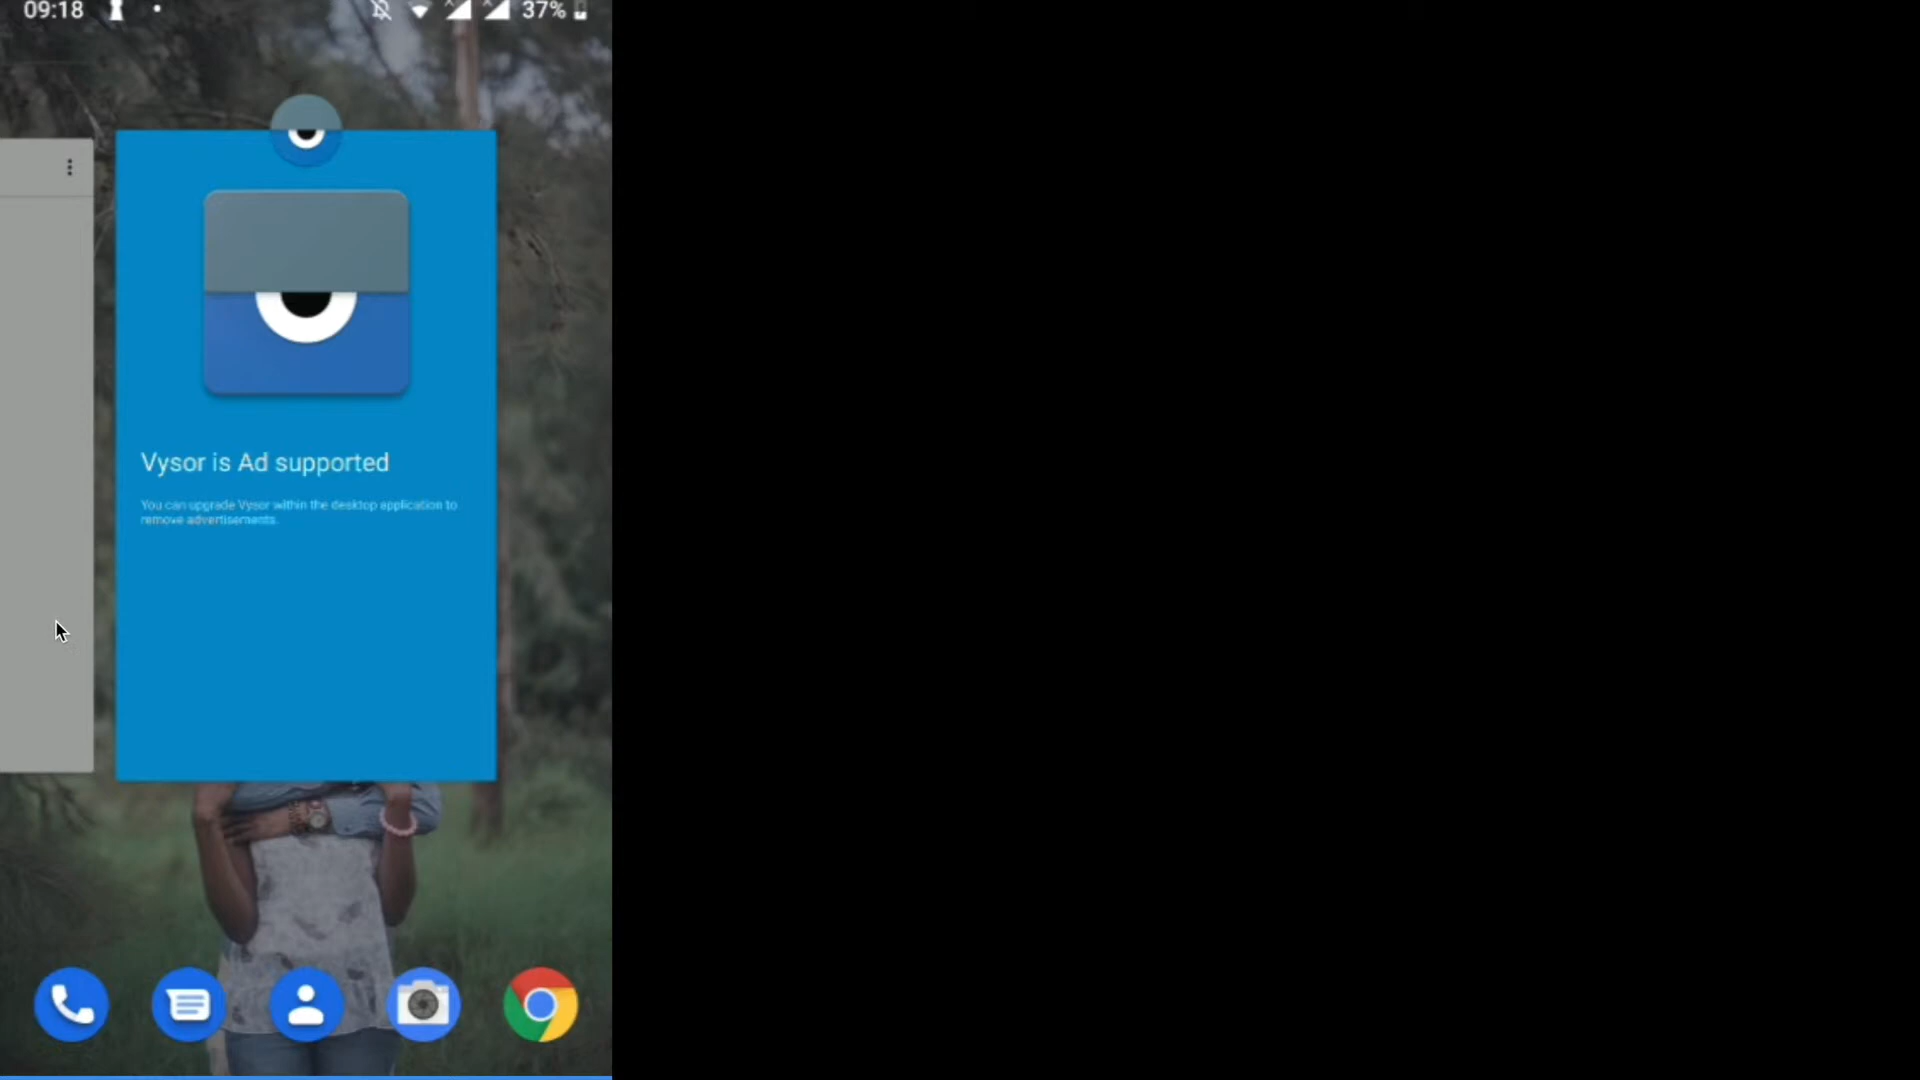 09:18
37%
Vysor is Ad supported
You can upgrade Vysor within the desktop application to
remove advertisements.